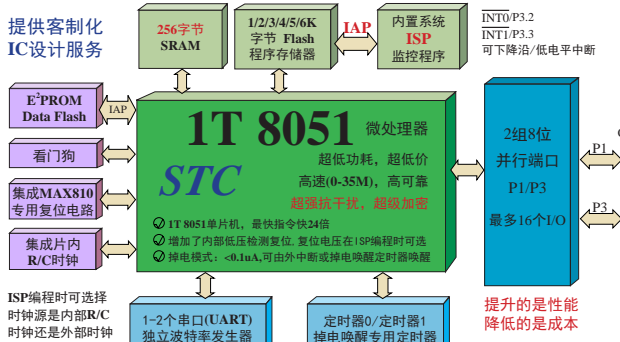 提供客制化
IC设计服务
256字节
SRAM
1/2/3/4/5/6K
字节 Flash
程序存储器
IAP
内置系统
ISP
监控程序
INT0/P3.2
INT1/P3.3
可下降沿/低电平中断
E²PROM
Data Flash
IAP
看门狗
集成MAX810
专用复位电路
集成片内
R/C时钟
1T 8051 微处理器
STC
超低功耗，超低价
高速(0-35M)，高可靠
超强抗干扰，超级加密
1T 8051单片机，最快指令快24倍
增加了内部低压检测复位, 复位电压在ISP编程时可选
掉电模式：<0.1uA,可由外中断或掉电唤醒定时器唤醒
2组8位
并行端口
P1/P3
最多16个I/O
P1
P3
ISP编程时可选择
时钟源是内部R/C
时钟还是外部时钟
1-2个串口(UART)
独立波特率发生器
定时器0/定时器1
掉电唤醒专用定时器
提升的是性能
降低的是成本